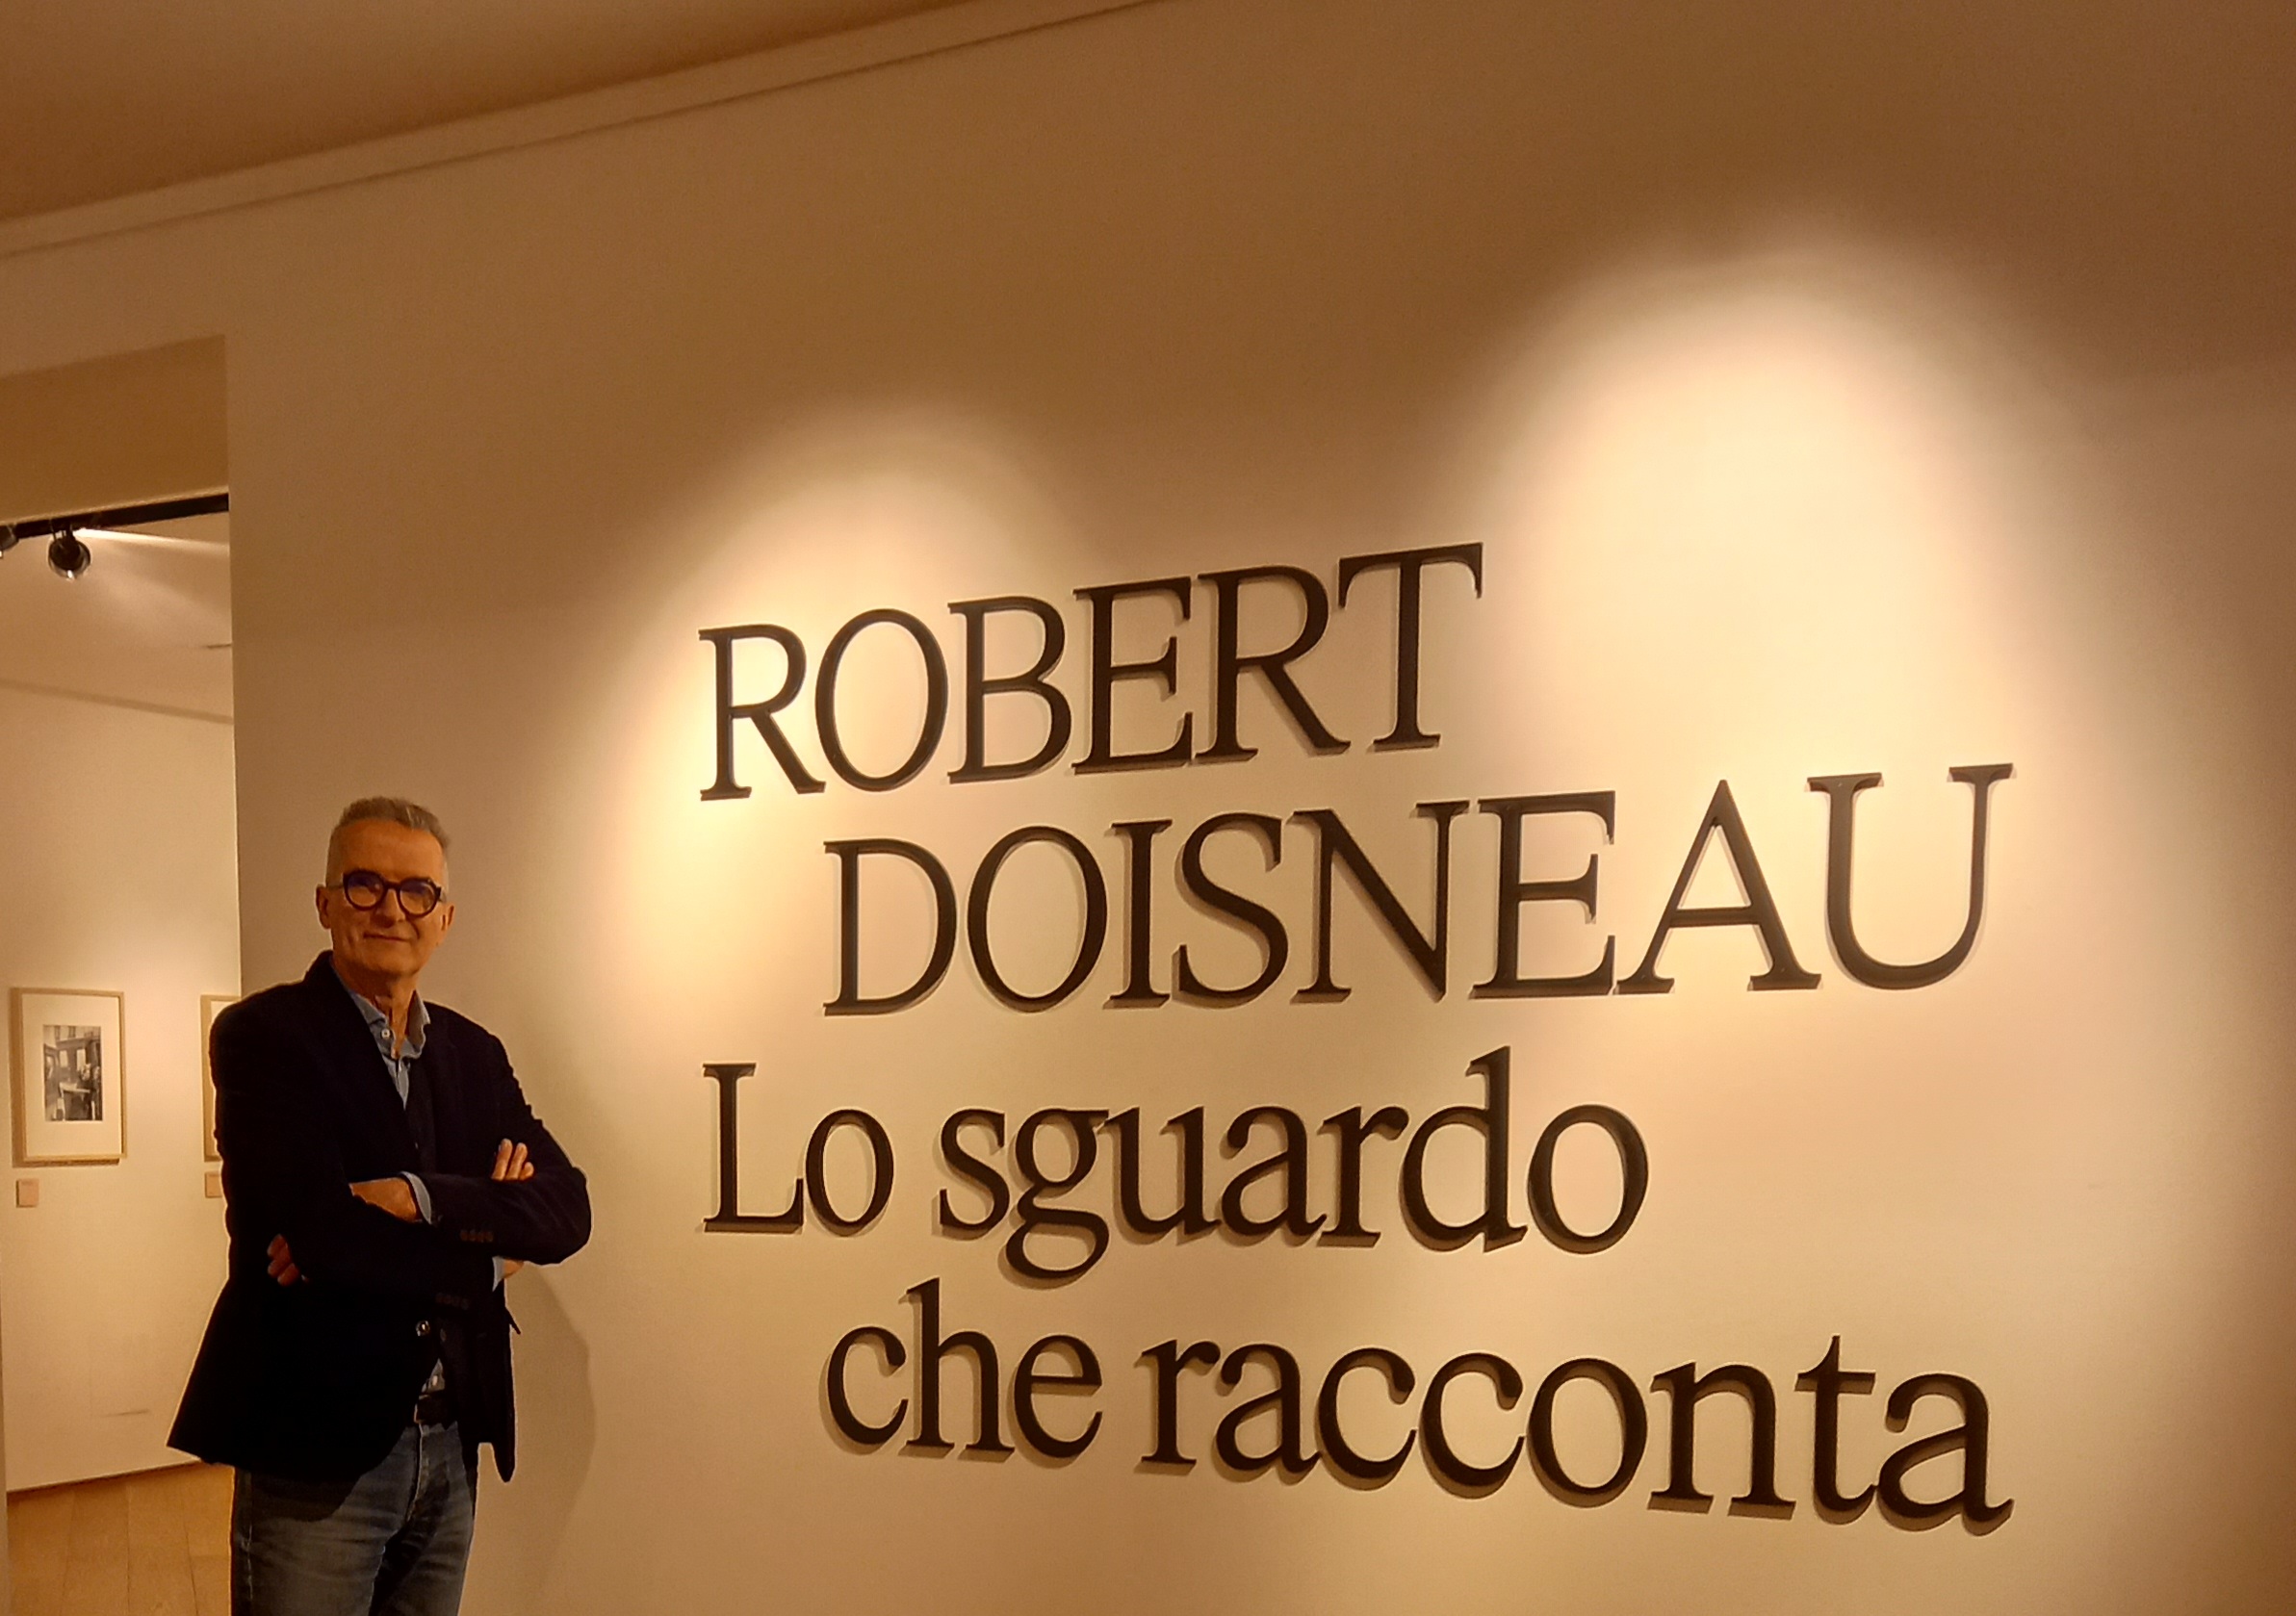 ROBERT
DOISNEAU
Lo sguardo
che racconta